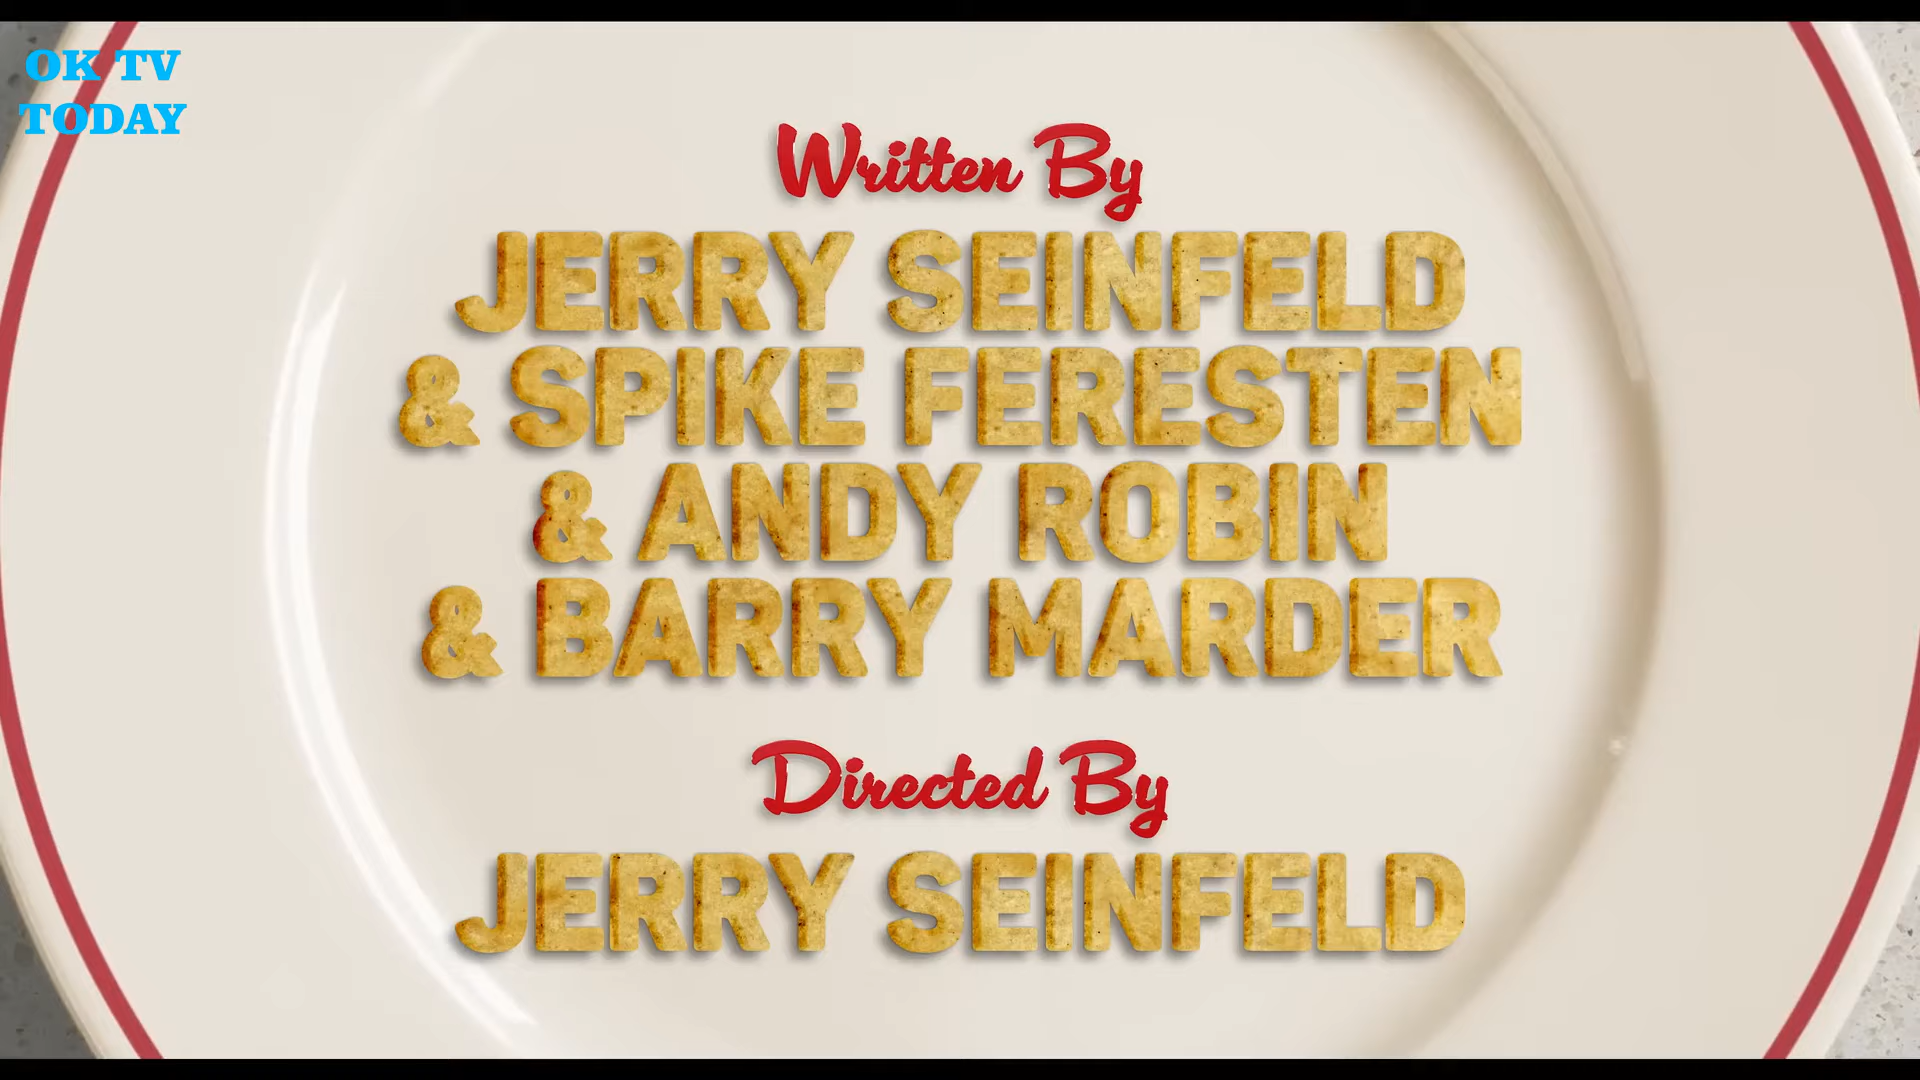 OK TV
TODAY
Written By
JERRY SEINFELD
& SPIKE FERESTEN
& ANDY ROBIN
& BARRY MARDER
Directed By
JERRY SEINFELD